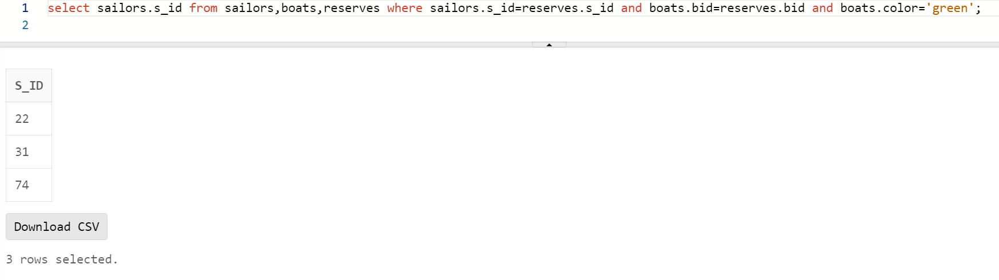 1 select sailors.s_id from sailors,boats,reserves where sailors.s_id=reserves.s_id and boats.bid=reserves.bid and boats.color='green';
2
S_ID
22
31
74
Download CSV
3 rows selected.